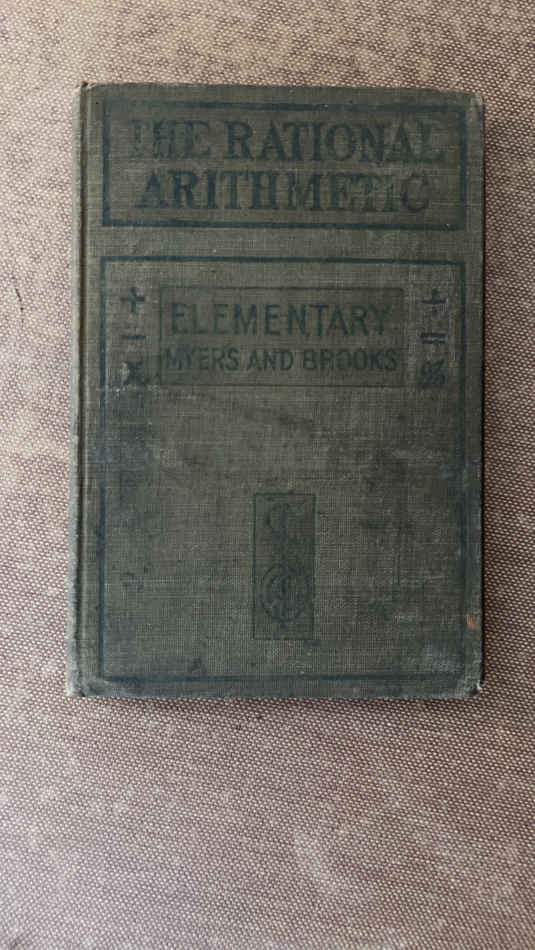 THE RATIONAL
ARITHMETIC
ELEMENTARY
MYERS AND BROOKS
+ ÷
− =
× %